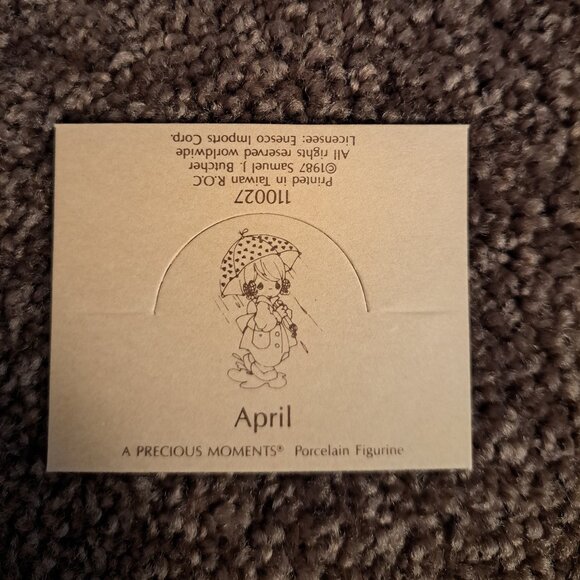 110027
Printed in Taiwan R.O.C
©1987 Samuel J. Butcher
All rights reserved worldwide
Licensee: Enesco Imports Corp.
April
A PRECIOUS MOMENTS® Porcelain Figurine